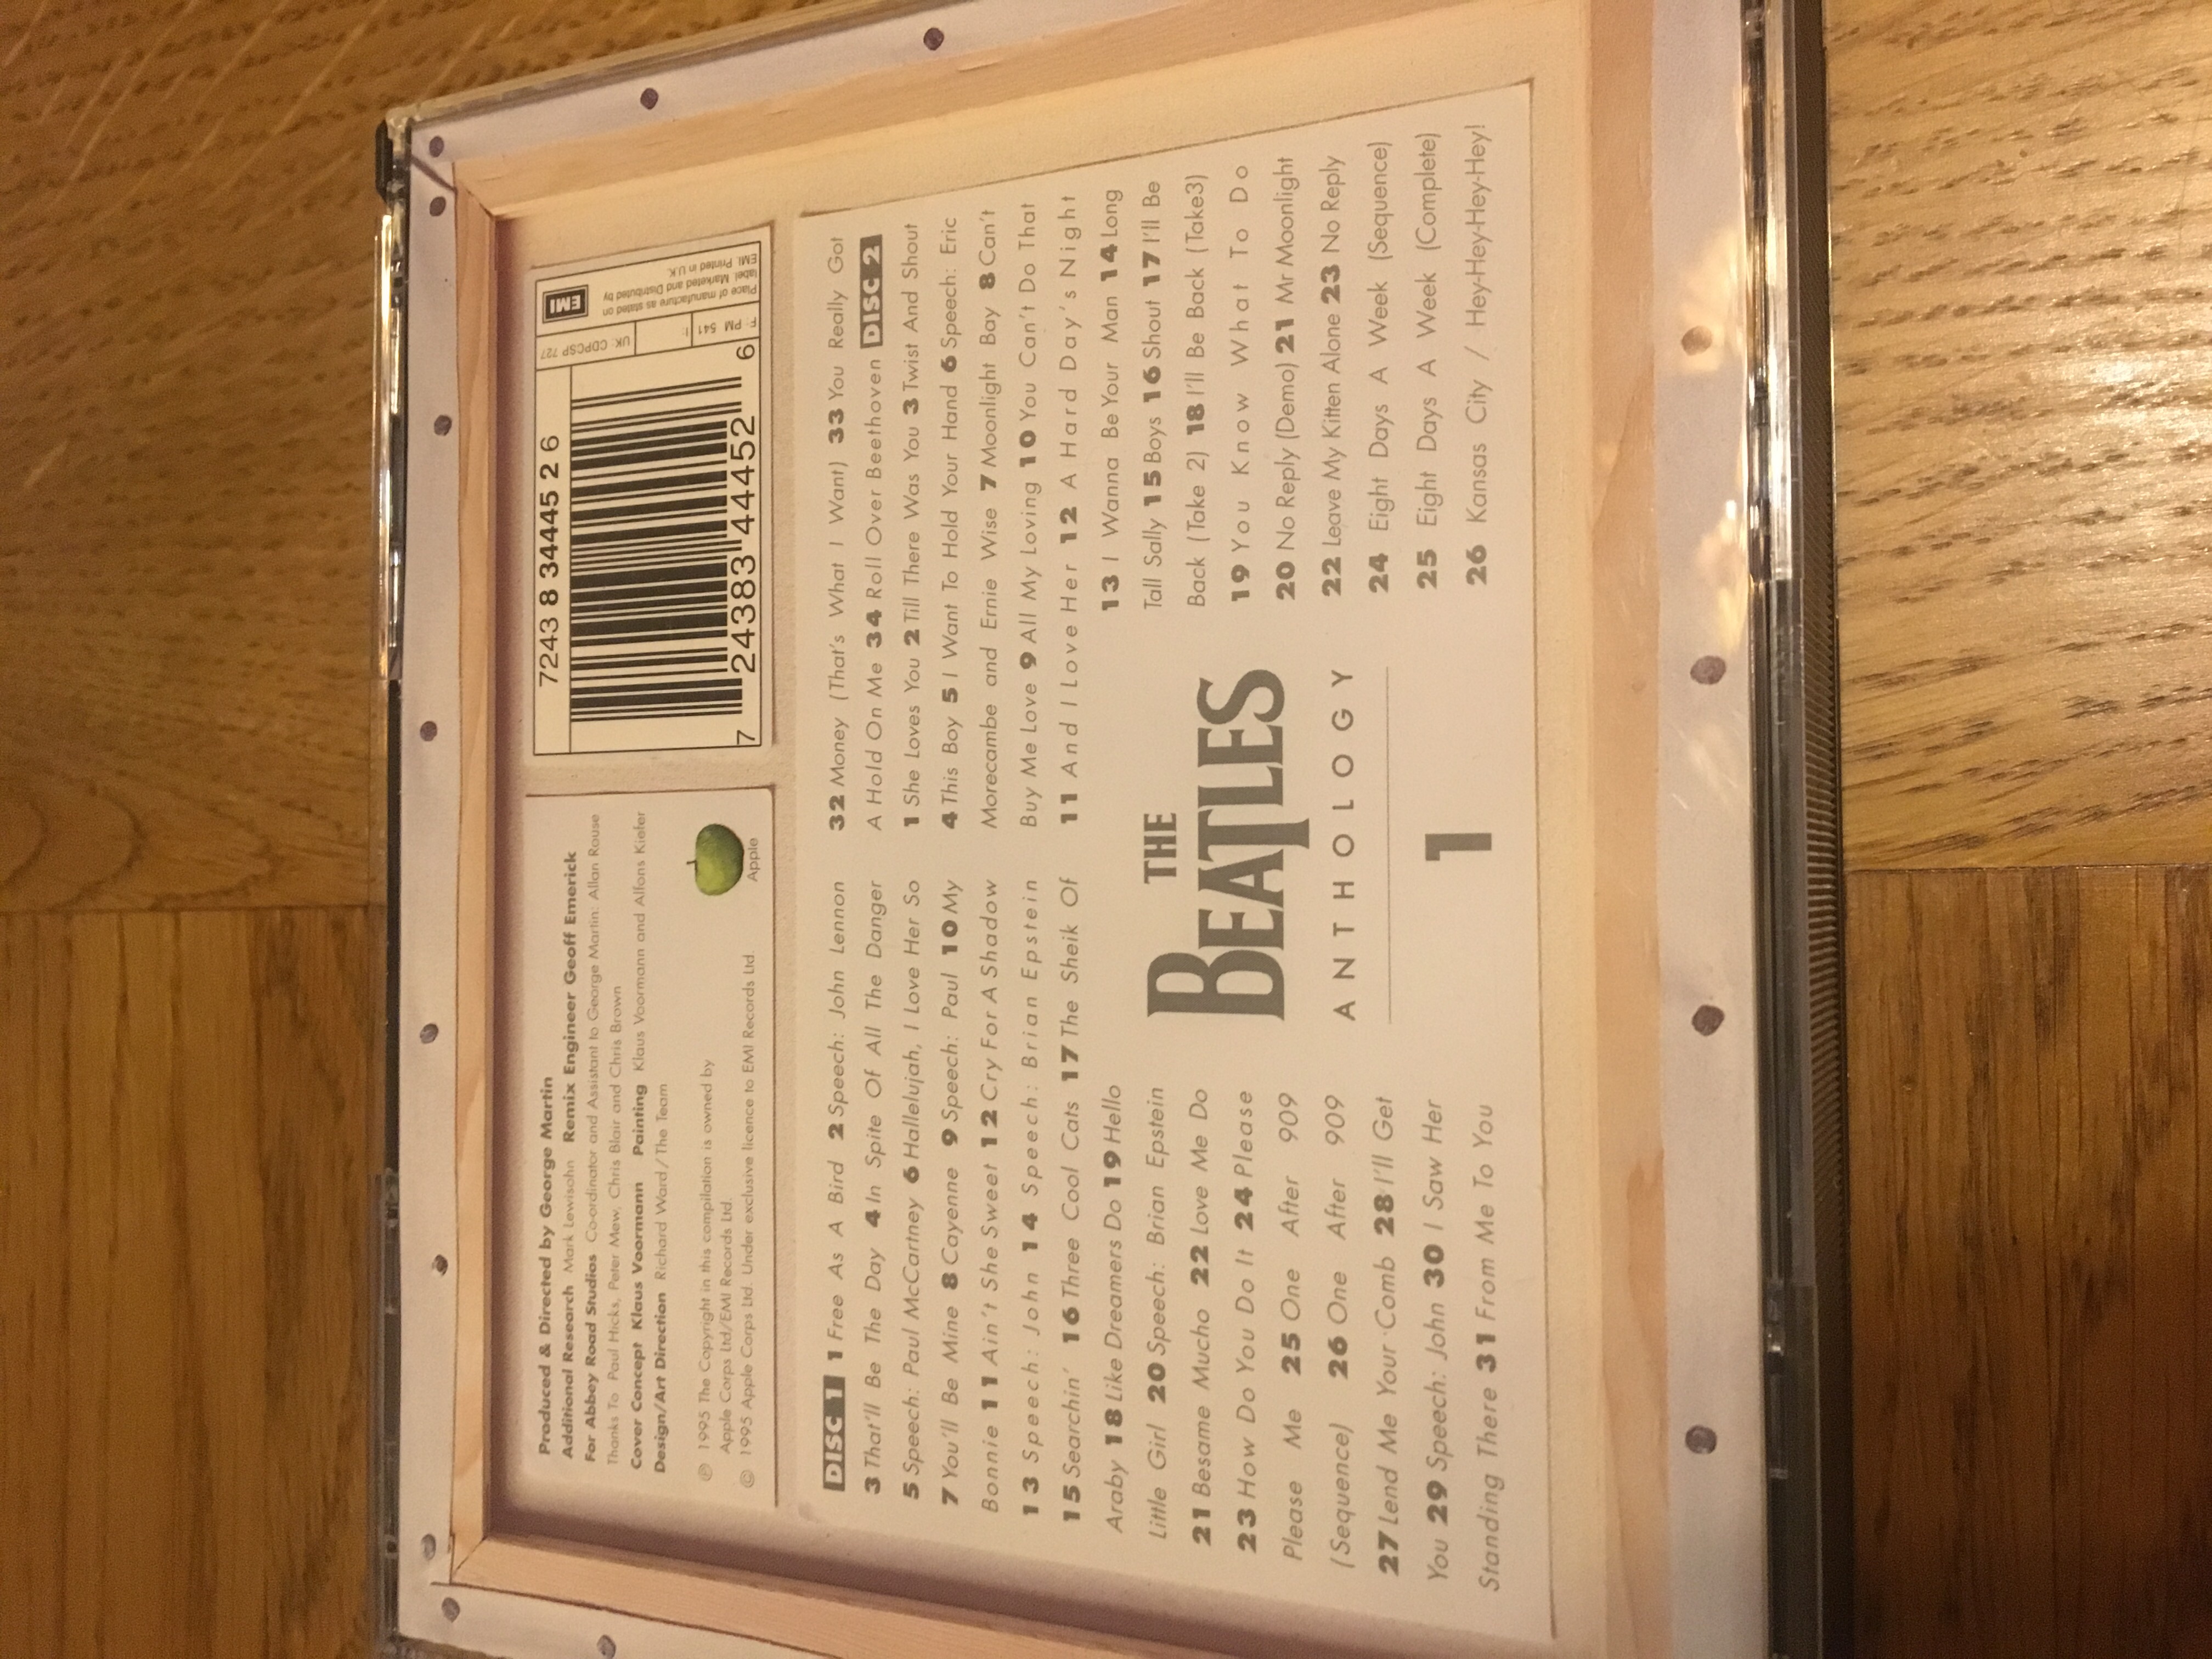 Produced & Directed by George Martin
Additional Research Mark Lewisohn Remix Engineer Geoff Emerick
For Abbey Road Studios Co-ordinator and Assistant to George Martin: Allan Rouse
Thanks To Paul Hicks, Peter Mew, Chris Blair and Chris Brown
Cover Concept Klaus Voormann Painting Klaus Voormann and Alfons Kiefer
Design/Art Direction Richard Ward/The Team
℗ 1995 The Copyright in this compilation is owned by
Apple Corps Ltd/EMI Records Ltd.
© 1995 Apple Corps Ltd. Under exclusive licence to EMI Records Ltd.
Apple
7243 8 34445 2 6
7 24383 44452 6
UK: CDPCSP 727
F: PM 541
I:
EMI
Place of manufacture as stated on
label. Marketed and Distributed by
EMI. Printed in U.K.
DISC 1 1 Free As A Bird 2 Speech: John Lennon
3 That'll Be The Day 4 In Spite Of All The Danger
5 Speech: Paul McCartney 6 Hallelujah, I Love Her So
7 You'll Be Mine 8 Cayenne 9 Speech: Paul 10 My
Bonnie 11 Ain't She Sweet 12 Cry For A Shadow
13 Speech: John 14 Speech: Brian Epstein
15 Searchin' 16 Three Cool Cats 17 The Sheik Of
Araby 18 Like Dreamers Do 19 Hello
Little Girl 20 Speech: Brian Epstein
21 Besame Mucho 22 Love Me Do
23 How Do You Do It 24 Please
Please Me 25 One After 909
(Sequence) 26 One After 909
27 Lend Me Your Comb 28 I'll Get
You 29 Speech: John 30 I Saw Her
Standing There 31 From Me To You
32 Money (That's What I Want) 33 You Really Got
A Hold On Me 34 Roll Over Beethoven DISC 2
1 She Loves You 2 Till There Was You 3 Twist And Shout
4 This Boy 5 I Want To Hold Your Hand 6 Speech: Eric
Morecambe and Ernie Wise 7 Moonlight Bay 8 Can't
Buy Me Love 9 All My Loving 10 You Can't Do That
11 And I Love Her 12 A Hard Day's Night
13 I Wanna Be Your Man 14 Long
Tall Sally 15 Boys 16 Shout 17 I'll Be
Back (Take 2) 18 I'll Be Back (Take3)
19 You Know What To Do
20 No Reply (Demo) 21 Mr Moonlight
22 Leave My Kitten Alone 23 No Reply
24 Eight Days A Week (Sequence)
25 Eight Days A Week (Complete)
26 Kansas City / Hey-Hey-Hey-Hey!
THE
BEATLES
ANTHOLOGY
1